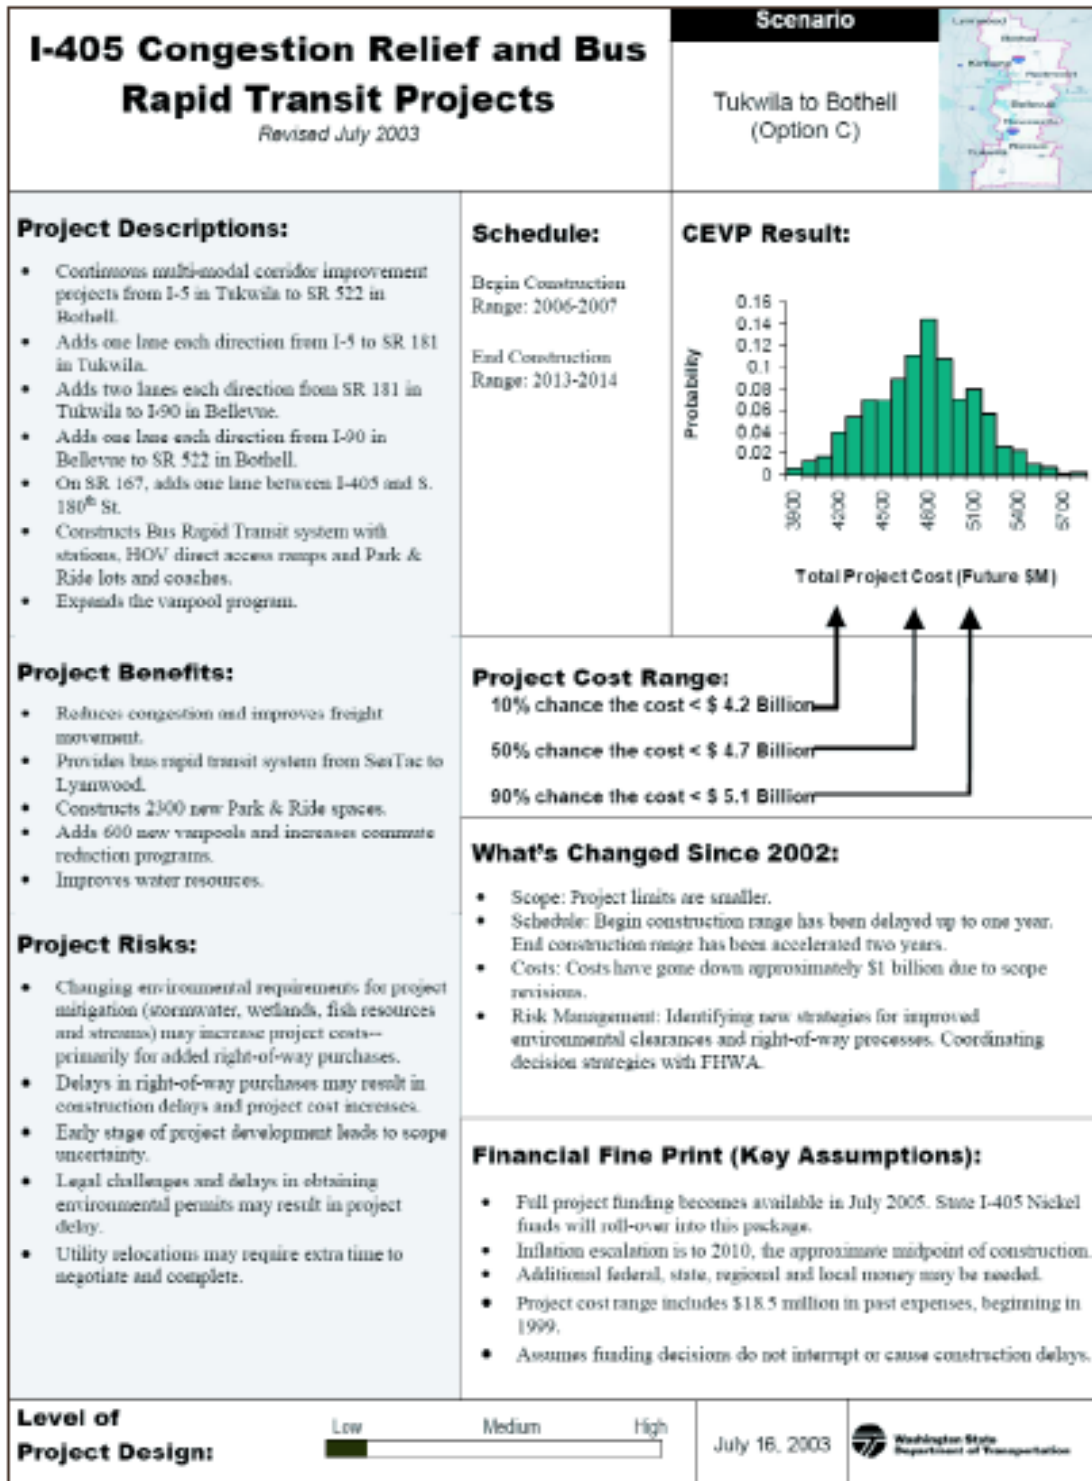 I-405 Congestion Relief and Bus
Rapid Transit Projects
Revised July 2003
Scenario
Tukwila to Bothell
(Option C)
Project Descriptions:
• Continuous multi-modal corridor improvement
projects from I-5 in Tukwila to SR 522 in
Bothell.
• Adds one lane each direction from I-5 to SR 181
in Tukwila.
• Adds two lanes each direction from SR 181 in
Tukwila to I-90 in Bellevue.
• Adds one lane each direction from I-90 in
Bellevue to SR 522 in Bothell.
• On SR 167, adds one lane between I-405 and S.
180th St.
• Constructs Bus Rapid Transit system with
stations, HOV direct access ramps and Park &
Ride lots and coaches.
• Expands the vanpool program.
Project Benefits:
• Reduces congestion and improves freight
movement.
• Provides bus rapid transit system from SeaTac to
Lynnwood.
• Constructs 2300 new Park & Ride spaces.
• Adds 600 new vanpools and increases commute
reduction programs.
• Improves water resources.
Project Risks:
• Changing environmental requirements for project
mitigation (stormwater, wetlands, fish resources
and streams) may increase project costs--
primarily for added right-of-way purchases.
• Delays in right-of-way purchases may result in
construction delays and project cost increases.
• Early stage of project development leads to scope
uncertainty.
• Legal challenges and delays in obtaining
environmental permits may result in project
delay.
• Utility relocations may require extra time to
negotiate and complete.
Schedule:
Begin Construction
Range: 2006-2007
End Construction
Range: 2013-2014
CEVP Result:
Probability
0.16
0.14
0.12
0.1
0.08
0.06
0.04
0.02
0
3900
4200
4500
4800
5100
5400
5700
Total Project Cost (Future $M)
Project Cost Range:
10% chance the cost < $ 4.2 Billion
50% chance the cost < $ 4.7 Billion
90% chance the cost < $ 5.1 Billion
What's Changed Since 2002:
• Scope: Project limits are smaller.
• Schedule: Begin construction range has been delayed up to one year.
End construction range has been accelerated two years.
• Costs: Costs have gone down approximately $1 billion due to scope
revisions.
• Risk Management: Identifying new strategies for improved
environmental clearances and right-of-way processes. Coordinating
decision strategies with FHWA.
Financial Fine Print (Key Assumptions):
• Full project funding becomes available in July 2005. State I-405 Nickel
funds will roll-over into this package.
• Inflation escalation is to 2010, the approximate midpoint of construction.
• Additional federal, state, regional and local money may be needed.
• Project cost range includes $18.5 million in past expenses, beginning in
1999.
• Assumes funding decisions do not interrupt or cause construction delays.
Level of
Project Design:
Low Medium High
July 16, 2003
Washington State
Department of Transportation